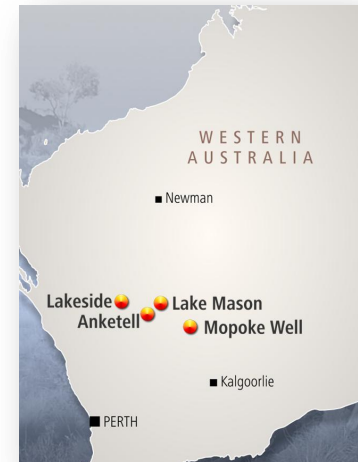 WESTERN
AUSTRALIA
Newman
Lakeside
Lake Mason
Anketell
Mopoke Well
Kalgoorlie
PERTH